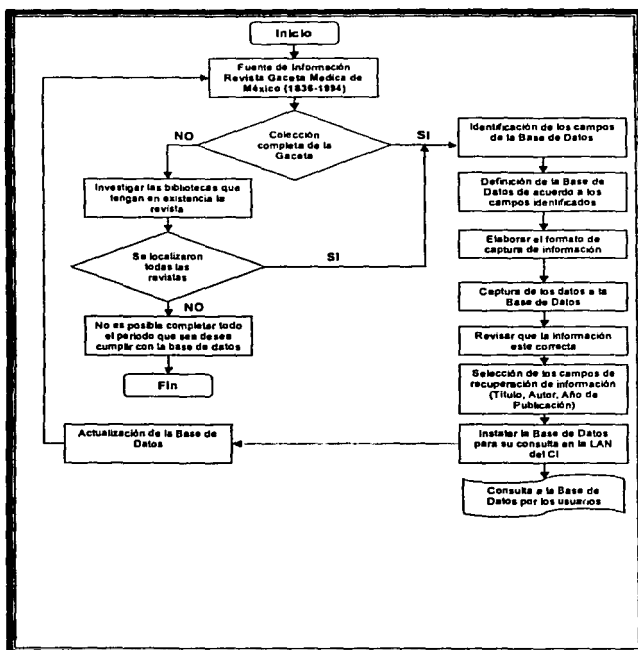 Inicio
Fuente de Información
Revista Gaceta Medica de
México (1836-1994)
Colección
completa de la
Gaceta
NO
SI
Investigar las bibliotecas que
tengan en existencia la
revista
Se localizaron
todas las
revistas
SI
NO
No es posible completar todo
el periodo que sea desea
cumplir con la base de datos
Fin
Identificación de los campos
de la Base de Datos
Definición de la Base de
Datos de acuerdo a los
campos identificados
Elaborar el formato de
captura de información
Captura de los datos a la
Base de Datos
Revisar que la información
este correcta
Selección de los campos de
recuperación de información
(Título, Autor, Año de
Publicación)
Instalar la Base de Datos
para su consulta en la LAN
del CI
Actualización de la Base de
Datos
Consulta a la Base de
Datos por los usuarios